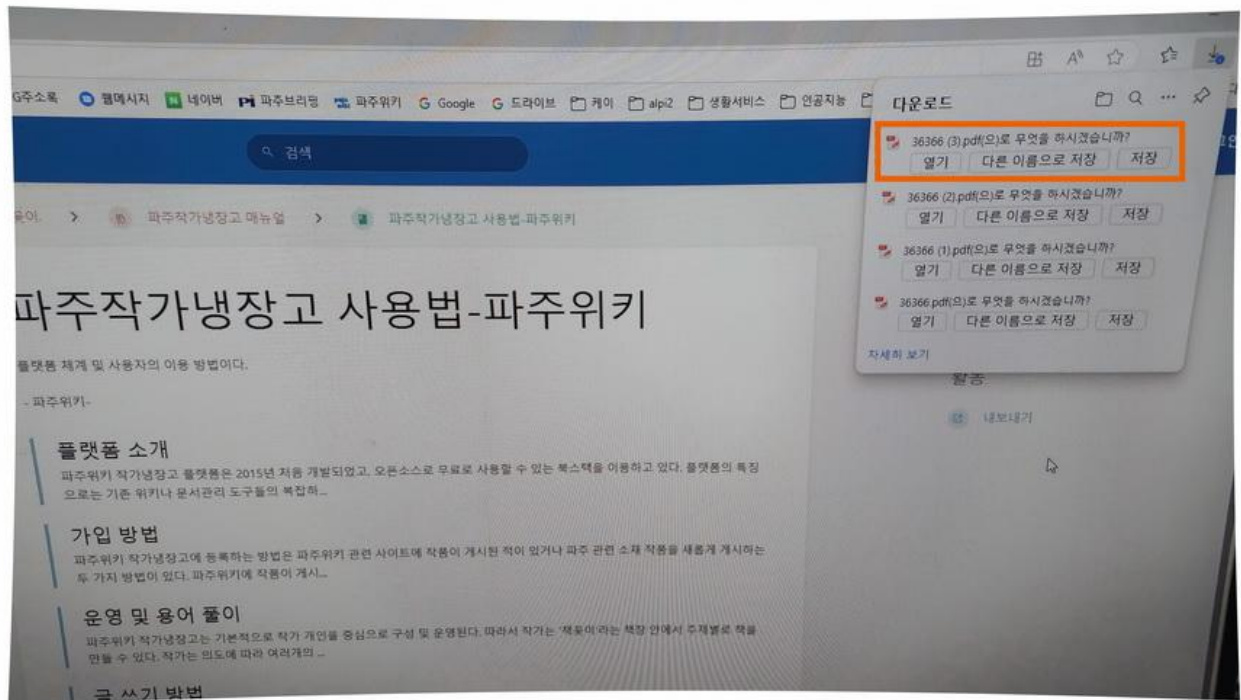 G주소록 웹메시지 네이버 파주브리핑 파주위키 Google 드라이브 케이 alpi2 생활서비스 인공지능
검색
파주작가냉장고 매뉴얼 > 파주작가냉장고 사용법-파주위키
파주작가냉장고 사용법-파주위키
플랫폼 체계 및 사용자의 이용 방법이다.
- 파주위키-
플랫폼 소개
파주위키 작가냉장고 플랫폼은 2015년 처음 개발되었고, 오픈소스로 무료로 사용할 수 있는 북스택을 이용하고 있다. 플랫폼의 특징
으로는 기존 위키나 문서관리 도구들의 복잡하...
가입 방법
파주위키 작가냉장고에 등록하는 방법은 파주위키 관련 사이트에 작품이 게시된 적이 있거나 파주 관련 소재 작품을 새롭게 게시하는
두 가지 방법이 있다. 파주위키에 작품이 게시...
운영 및 용어 풀이
파주위키 작가냉장고는 기본적으로 작가 개인을 중심으로 구성 및 운영된다. 따라서 작가는 '책꽂이'라는 책장 안에서 주제별로 책을
만들 수 있다. 작가는 의도에 따라 여러개의 ...
글 쓰기 방법
다운로드
36366 (3).pdf(으)로 무엇을 하시겠습니까?
열기 다른 이름으로 저장 저장
36366 (2).pdf(으)로 무엇을 하시겠습니까?
열기 다른 이름으로 저장 저장
36366 (1).pdf(으)로 무엇을 하시겠습니까?
열기 다른 이름으로 저장 저장
36366.pdf(으)로 무엇을 하시겠습니까?
열기 다른 이름으로 저장 저장
자세히 보기
활동
내보내기